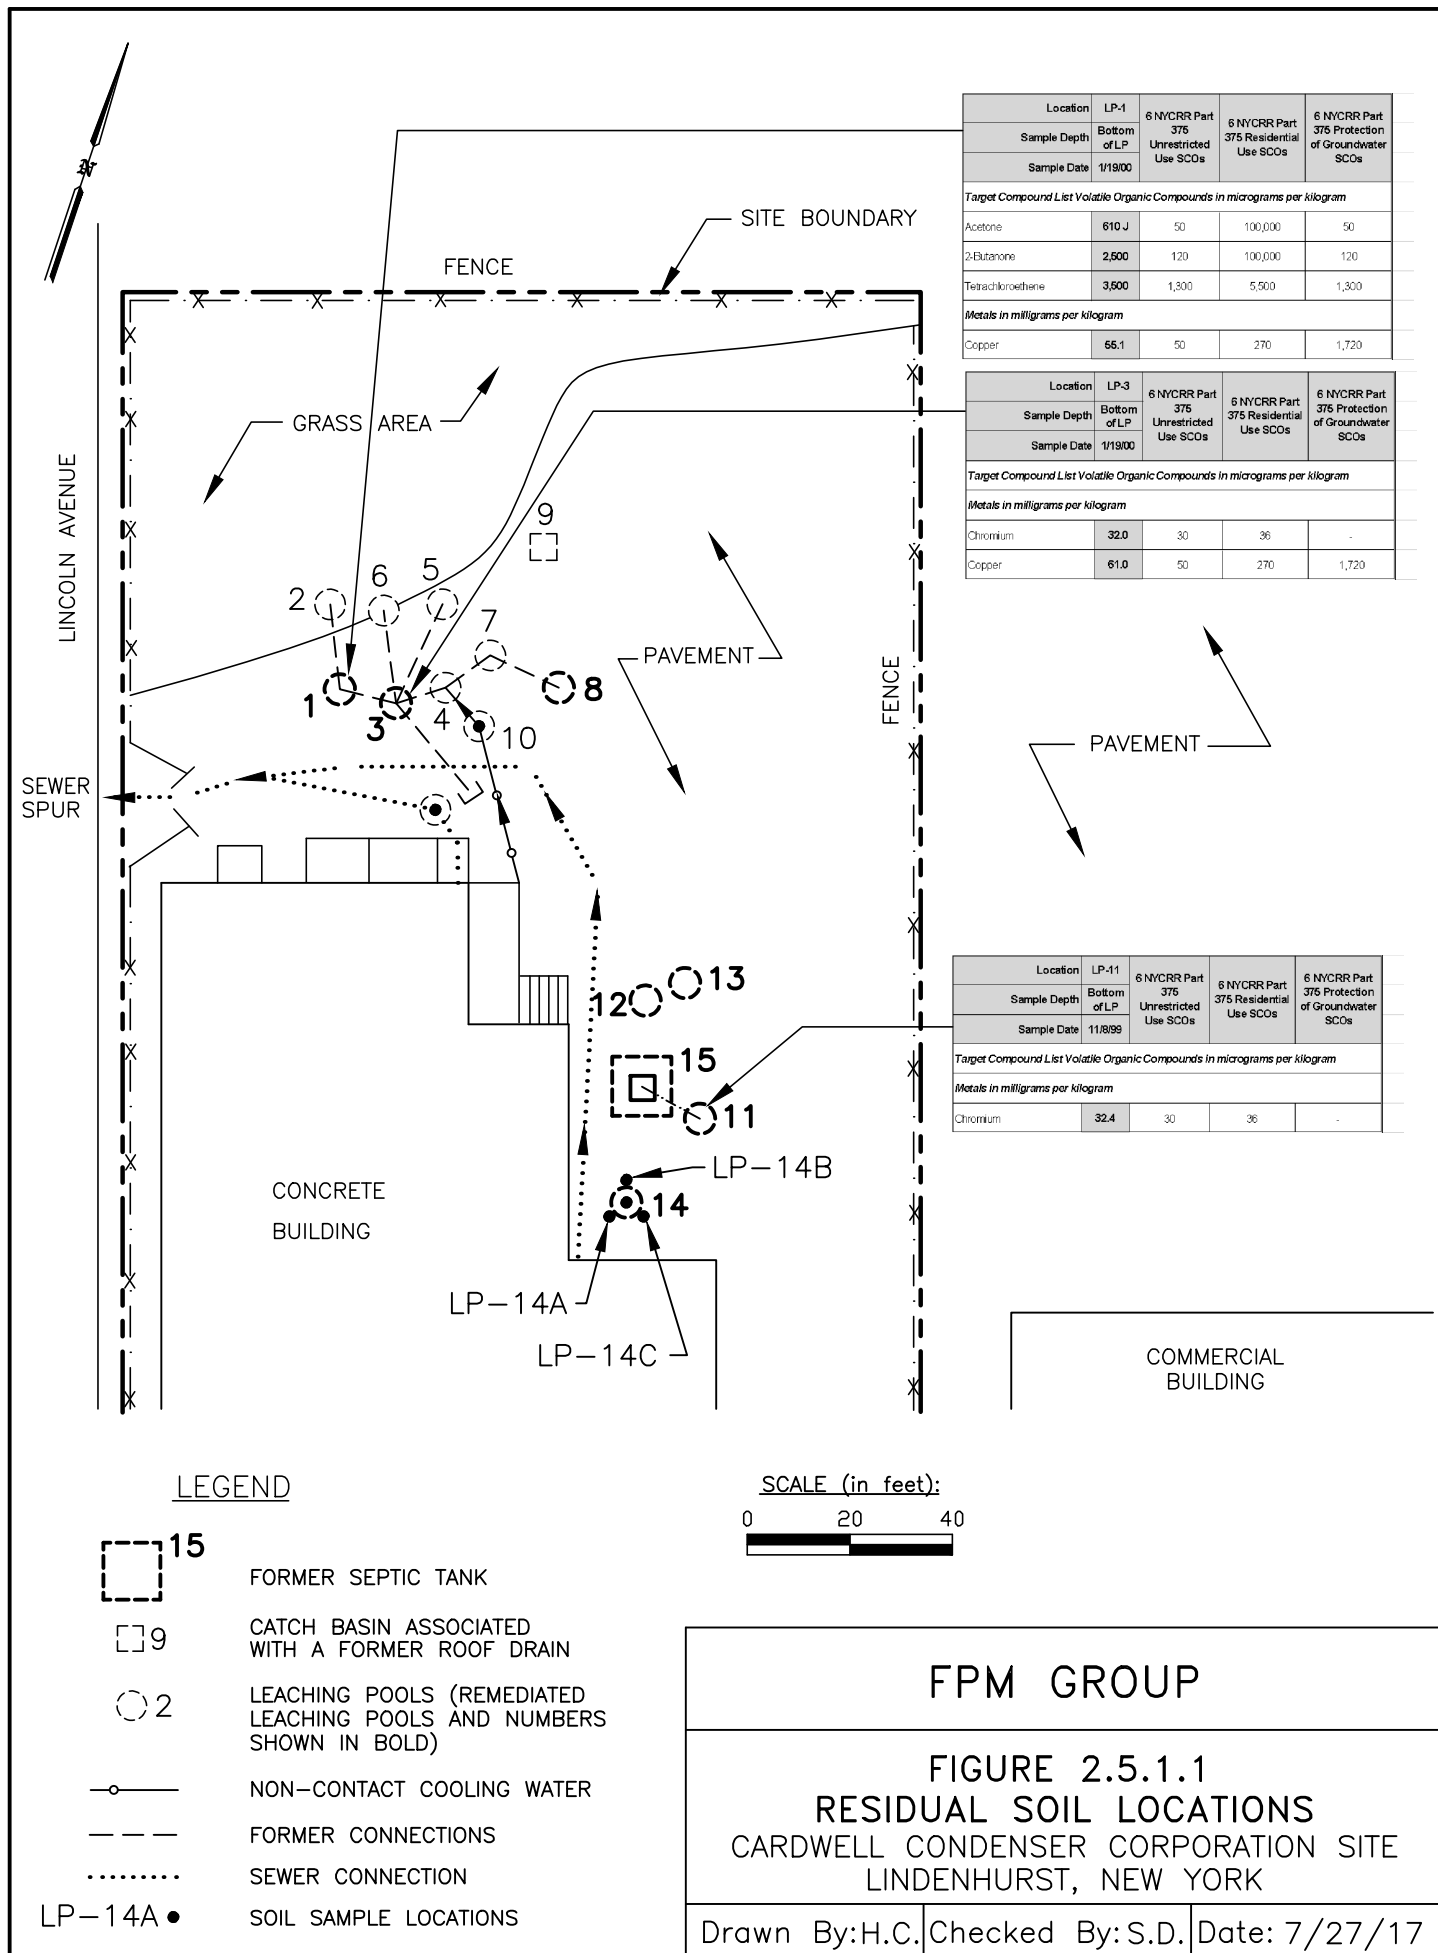 N
SITE BOUNDARY
FENCE
GRASS AREA
LINCOLN AVENUE
9
5
6
2
7
1
3
4
8
10
PAVEMENT
FENCE
PAVEMENT
SEWER
SPUR
13
12
15
11
LP-14B
14
CONCRETE
BUILDING
LP-14A
LP-14C
COMMERCIAL
BUILDING
Location LP-1 6 NYCRR Part 375 Unrestricted Use SCOs 6 NYCRR Part 375 Residential Use SCOs 6 NYCRR Part 375 Protection of Groundwater SCOs
Sample Depth Bottom of LP
Sample Date 1/19/00
Target Compound List Volatile Organic Compounds in micrograms per kilogram
Acetone 610 J 50 100,000 50
2-Butanone 2,500 120 100,000 120
Tetrachloroethene 3,500 1,300 5,500 1,300
Metals in milligrams per kilogram
Copper 55.1 50 270 1,720
Location LP-3 6 NYCRR Part 375 Unrestricted Use SCOs 6 NYCRR Part 375 Residential Use SCOs 6 NYCRR Part 375 Protection of Groundwater SCOs
Sample Depth Bottom of LP
Sample Date 1/19/00
Target Compound List Volatile Organic Compounds in micrograms per kilogram
Metals in milligrams per kilogram
Chromium 32.0 30 36 -
Copper 61.0 50 270 1,720
Location LP-11 6 NYCRR Part 375 Unrestricted Use SCOs 6 NYCRR Part 375 Residential Use SCOs 6 NYCRR Part 375 Protection of Groundwater SCOs
Sample Depth Bottom of LP
Sample Date 11/8/99
Target Compound List Volatile Organic Compounds in micrograms per kilogram
Metals in milligrams per kilogram
Chromium 32.4 30 36 -
LEGEND
15
FORMER SEPTIC TANK
9
CATCH BASIN ASSOCIATED
WITH A FORMER ROOF DRAIN
2
LEACHING POOLS (REMEDIATED
LEACHING POOLS AND NUMBERS
SHOWN IN BOLD)
NON-CONTACT COOLING WATER
FORMER CONNECTIONS
SEWER CONNECTION
LP-14A
SOIL SAMPLE LOCATIONS
SCALE (in feet):
0 20 40
FPM GROUP
FIGURE 2.5.1.1
RESIDUAL SOIL LOCATIONS
CARDWELL CONDENSER CORPORATION SITE
LINDENHURST, NEW YORK
Drawn By: H.C. Checked By: S.D. Date: 7/27/17